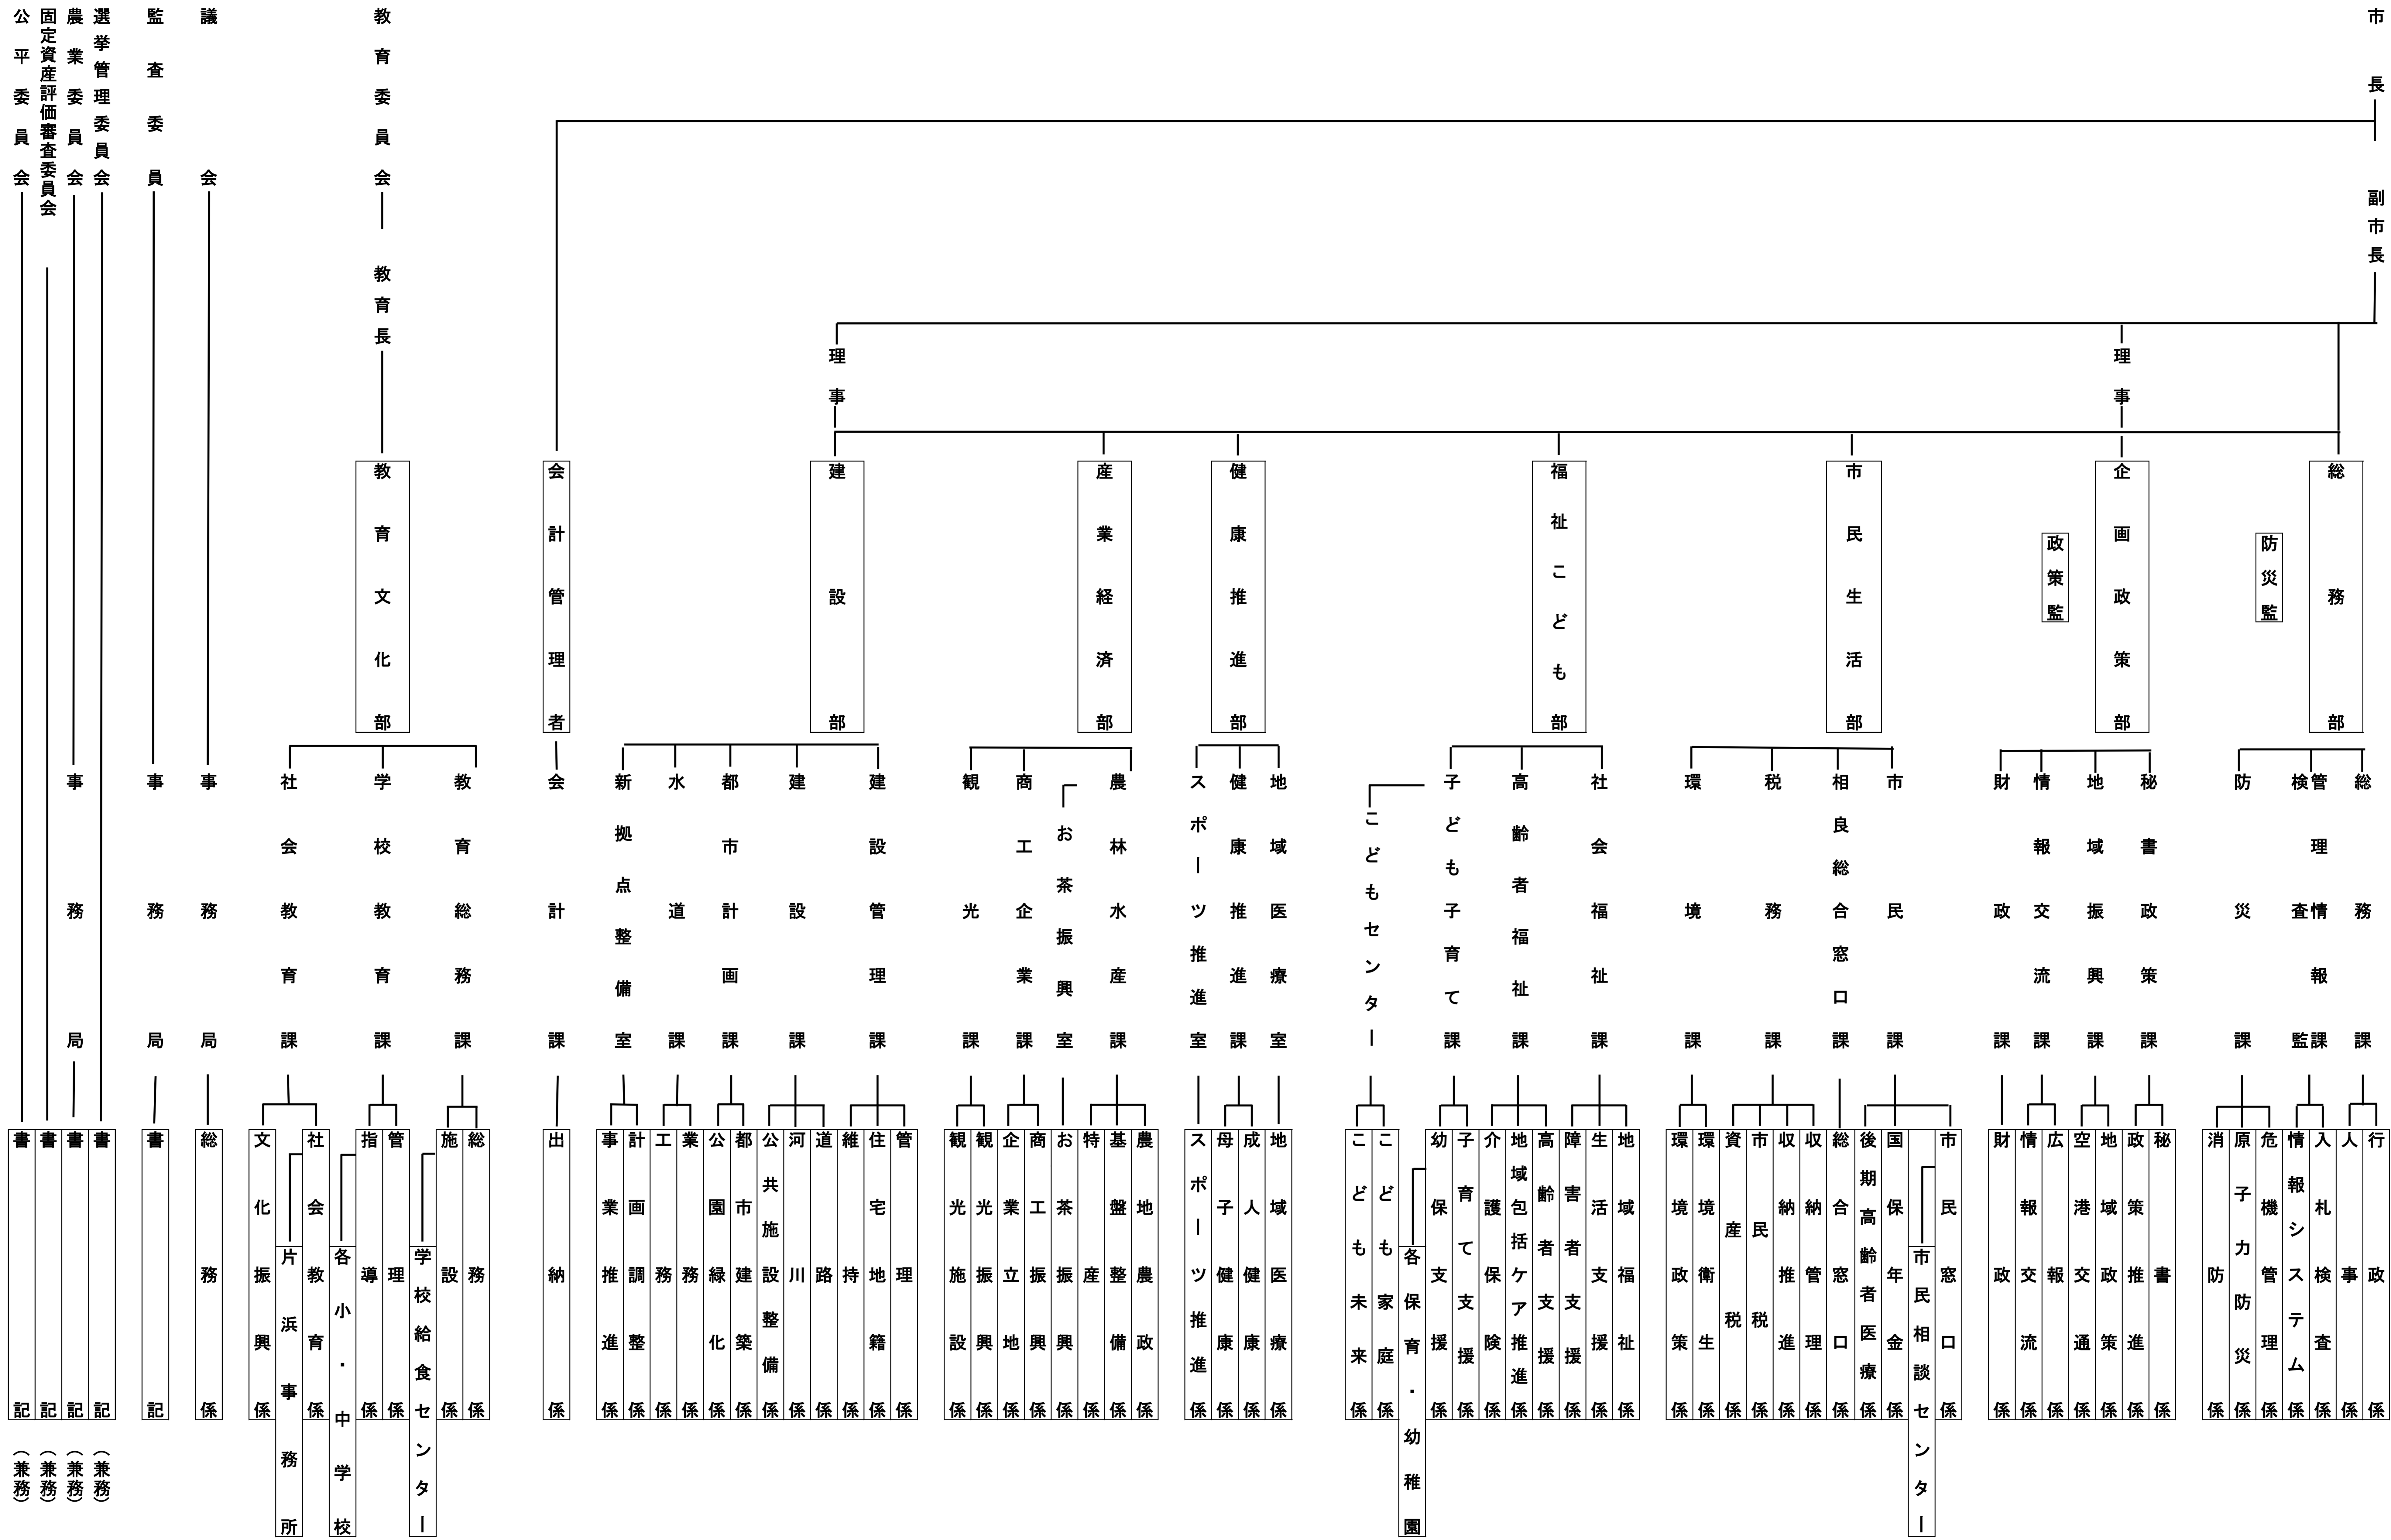 市長
副市長
理事
理事
総務部
防災監
企画政策部
政策監
市民生活部
福祉こども部
健康推進部
産業経済部
建設部
会計管理者
教育委員会
教育長
教育文化部
議会
監査委員
選挙管理委員会
農業委員会
固定資産評価審査委員会
公平委員会
総務課
管理情報課
検査監
防災課
秘書政策課
地域振興課
情報交流課
財政課
市民課
相良総合窓口課
税務課
環境課
社会福祉課
高齢者福祉課
子ども子育て課
こどもセンター
地域医療室
健康推進課
スポーツ推進室
農林水産課
お茶振興室
商工企業課
観光課
建設管理課
建設課
都市計画課
水道課
新拠点整備室
会計課
教育総務課
学校教育課
社会教育課
事務局
事務局
事務局
行政係
人事係
入札検査係
情報システム係
危機管理係
原子力防災係
消防係
秘書係
政策推進係
地域政策係
空港交通係
広報係
情報交流係
財政係
市民窓口係
市民相談センター
国保年金係
後期高齢者医療係
総合窓口係
収納管理係
収納推進係
市民税係
資産税係
環境衛生係
環境政策係
地域福祉係
生活支援係
障害者支援係
高齢者支援係
地域包括ケア推進係
介護保険係
子育て支援係
幼保支援係
各保育・幼稚園
こども家庭係
こども未来係
地域医療係
成人健康係
母子健康係
スポーツ推進係
農地農政係
基盤整備係
特産係
お茶振興係
商工振興係
企業立地係
観光振興係
観光施設係
管理係
住宅地籍係
維持係
道路係
河川係
公共施設整備係
都市建築係
公園緑化係
業務係
工務係
計画調整係
事業推進係
出納係
総務係
施設係
学校給食センター
管理係
指導係
各小・中学校
社会教育係
片浜事務所
文化振興係
総務係
書記
書記
(兼務)
書記
(兼務)
書記
(兼務)
書記
(兼務)